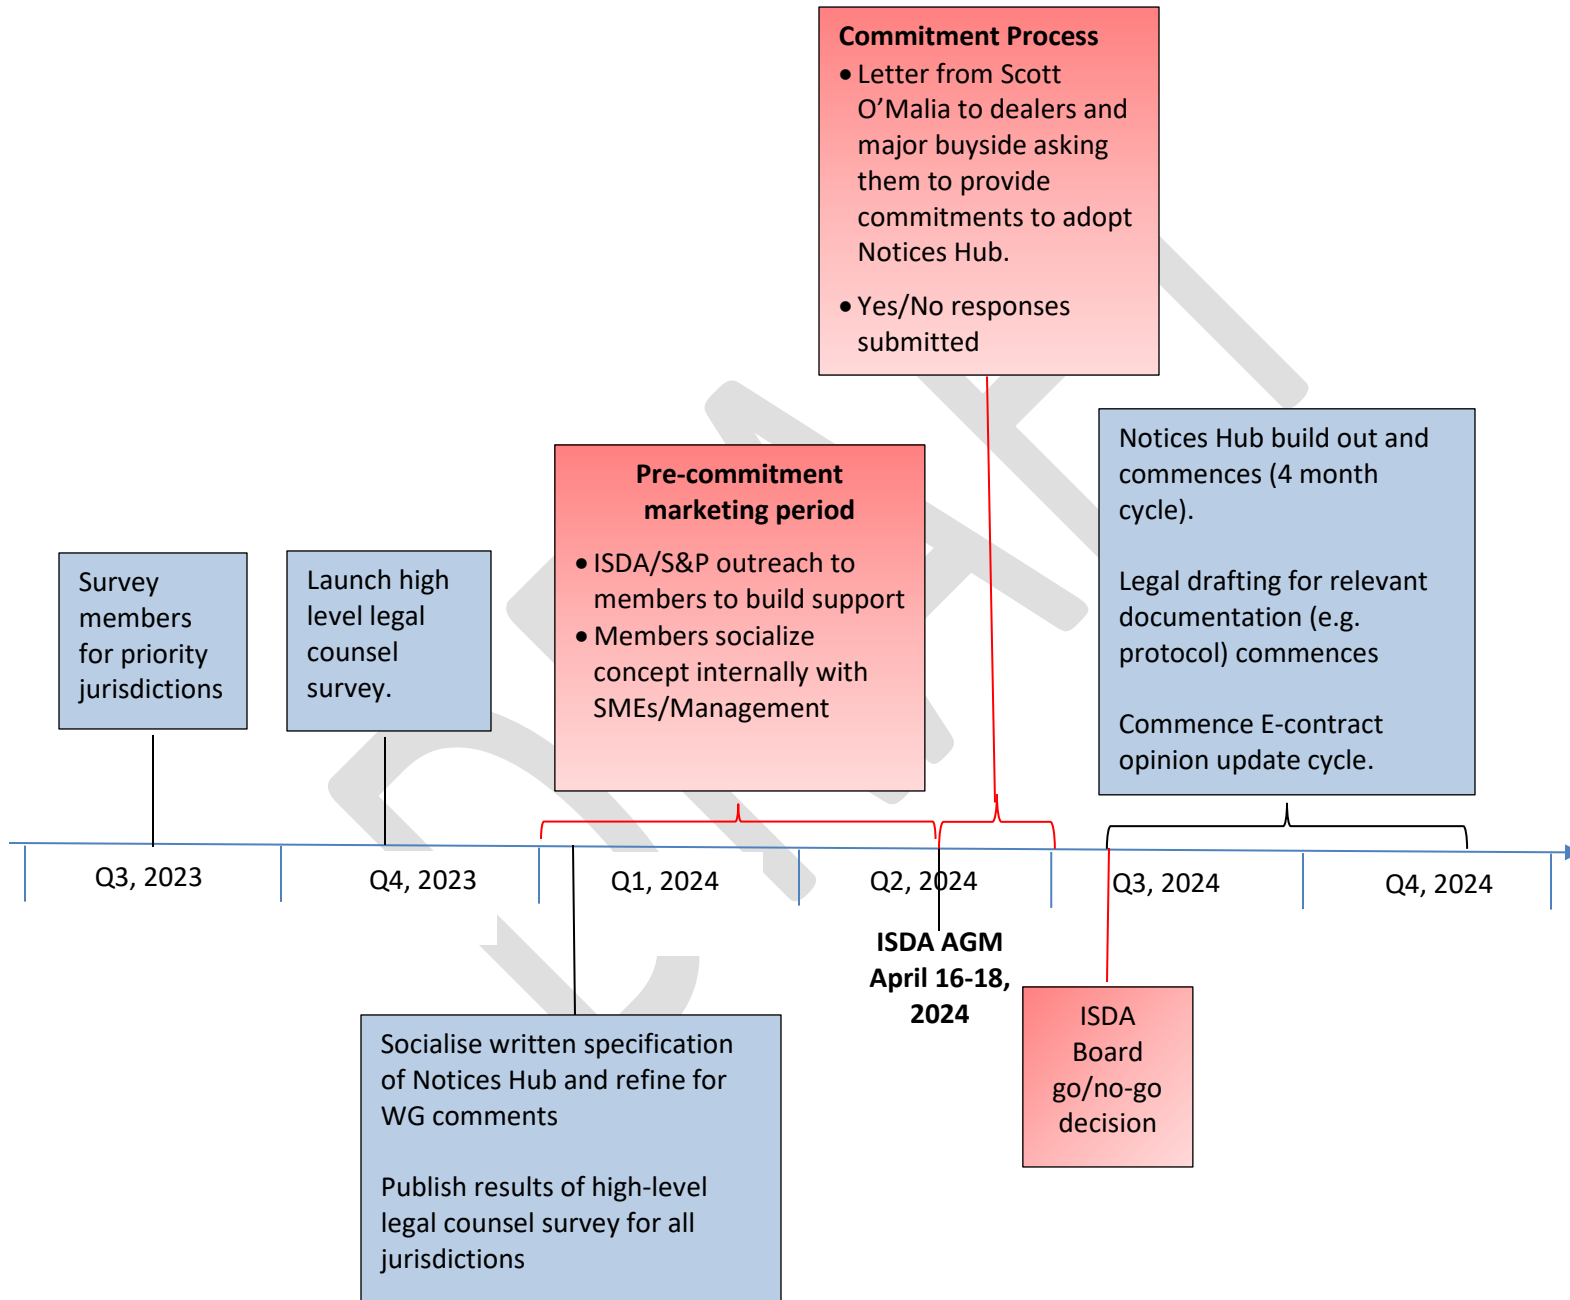 Commitment Process
• Letter from Scott
O’Malia to dealers and
major buyside asking
them to provide
commitments to adopt
Notices Hub.
• Yes/No responses
submitted
Pre-commitment
marketing period
• ISDA/S&P outreach to
members to build support
• Members socialize
concept internally with
SMEs/Management
Notices Hub build out and
commences (4 month
cycle).
Legal drafting for relevant
documentation (e.g.
protocol) commences
Commence E-contract
opinion update cycle.
Survey
members
for priority
jurisdictions
Launch high
level legal
counsel
survey.
Q3, 2023
Q4, 2023
Q1, 2024
Q2, 2024
Q3, 2024
Q4, 2024
ISDA AGM
April 16-18,
2024
ISDA
Board
go/no-go
decision
Socialise written specification
of Notices Hub and refine for
WG comments
Publish results of high-level
legal counsel survey for all
jurisdictions
DRAFT